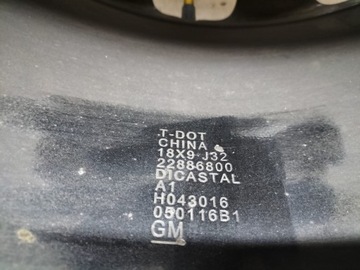 T-DOT
CHINA
18X9-J32
22886800
DICASTAL
A1
H043016
050116B1
GM